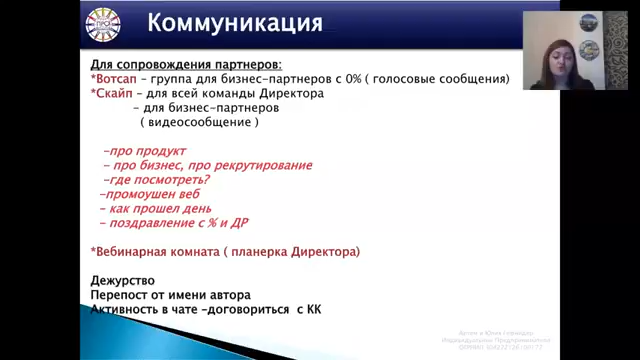 Коммуникация
Для сопровождения партнеров:
*Вотсап – группа для бизнес-партнеров с 0% ( голосовые сообщения)
*Скайп – для всей команды Директора
– для бизнес-партнеров
( видеосообщение )
-про продукт
- про бизнес, про рекрутирование
-где посмотреть?
-промоушен веб
- как прошел день
- поздравление с % и ДР
*Вебинарная комната ( планерка Директора)
Дежурство
Перепост от имени автора
Активность в чате –договориться с КК
Индивидуальный Предприниматель